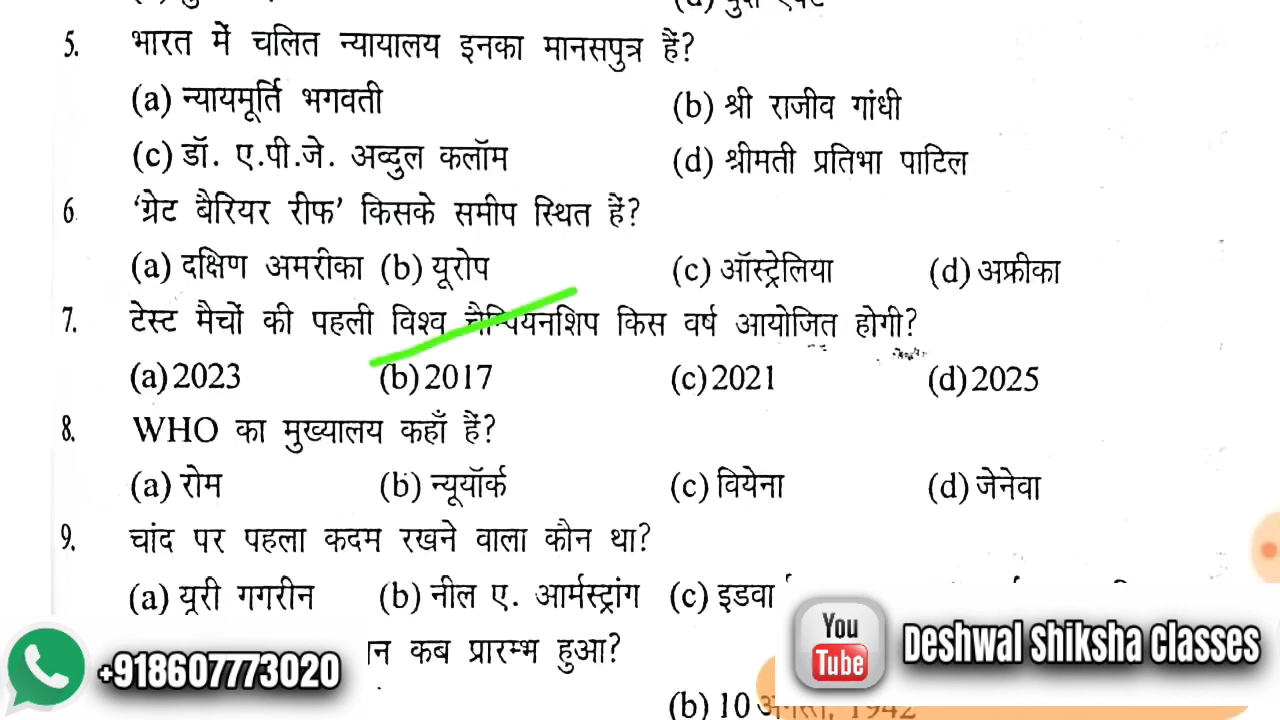 5. भारत में चलित न्यायालय इनका मानसपुत्र हैं?
(a) न्यायमूर्ति भगवती (b) श्री राजीव गांधी
(c) डॉ. ए.पी.जे. अब्दुल कलॉम (d) श्रीमती प्रतिभा पाटिल
6. ‘ग्रेट बैरियर रीफ’ किसके समीप स्थित हैं?
(a) दक्षिण अमरीका (b) यूरोप (c) ऑस्ट्रेलिया (d) अफ्रीका
7. टेस्ट मैचों की पहली विश्व चैम्पियनशिप किस वर्ष आयोजित होगी?
(a) 2023 (b) 2017 (c) 2021 (d) 2025
8. WHO का मुख्यालय कहाँ हैं?
(a) रोम (b) न्यूयॉर्क (c) वियेना (d) जेनेवा
9. चांद पर पहला कदम रखने वाला कौन था?
(a) यूरी गगरीन (b) नील ए. आर्मस्ट्रांग (c) इडवा
कब प्रारम्भ हुआ?
(b) 10 अगस्त, 1942
+918607773020
You Tube
Deshwal shiksha classes